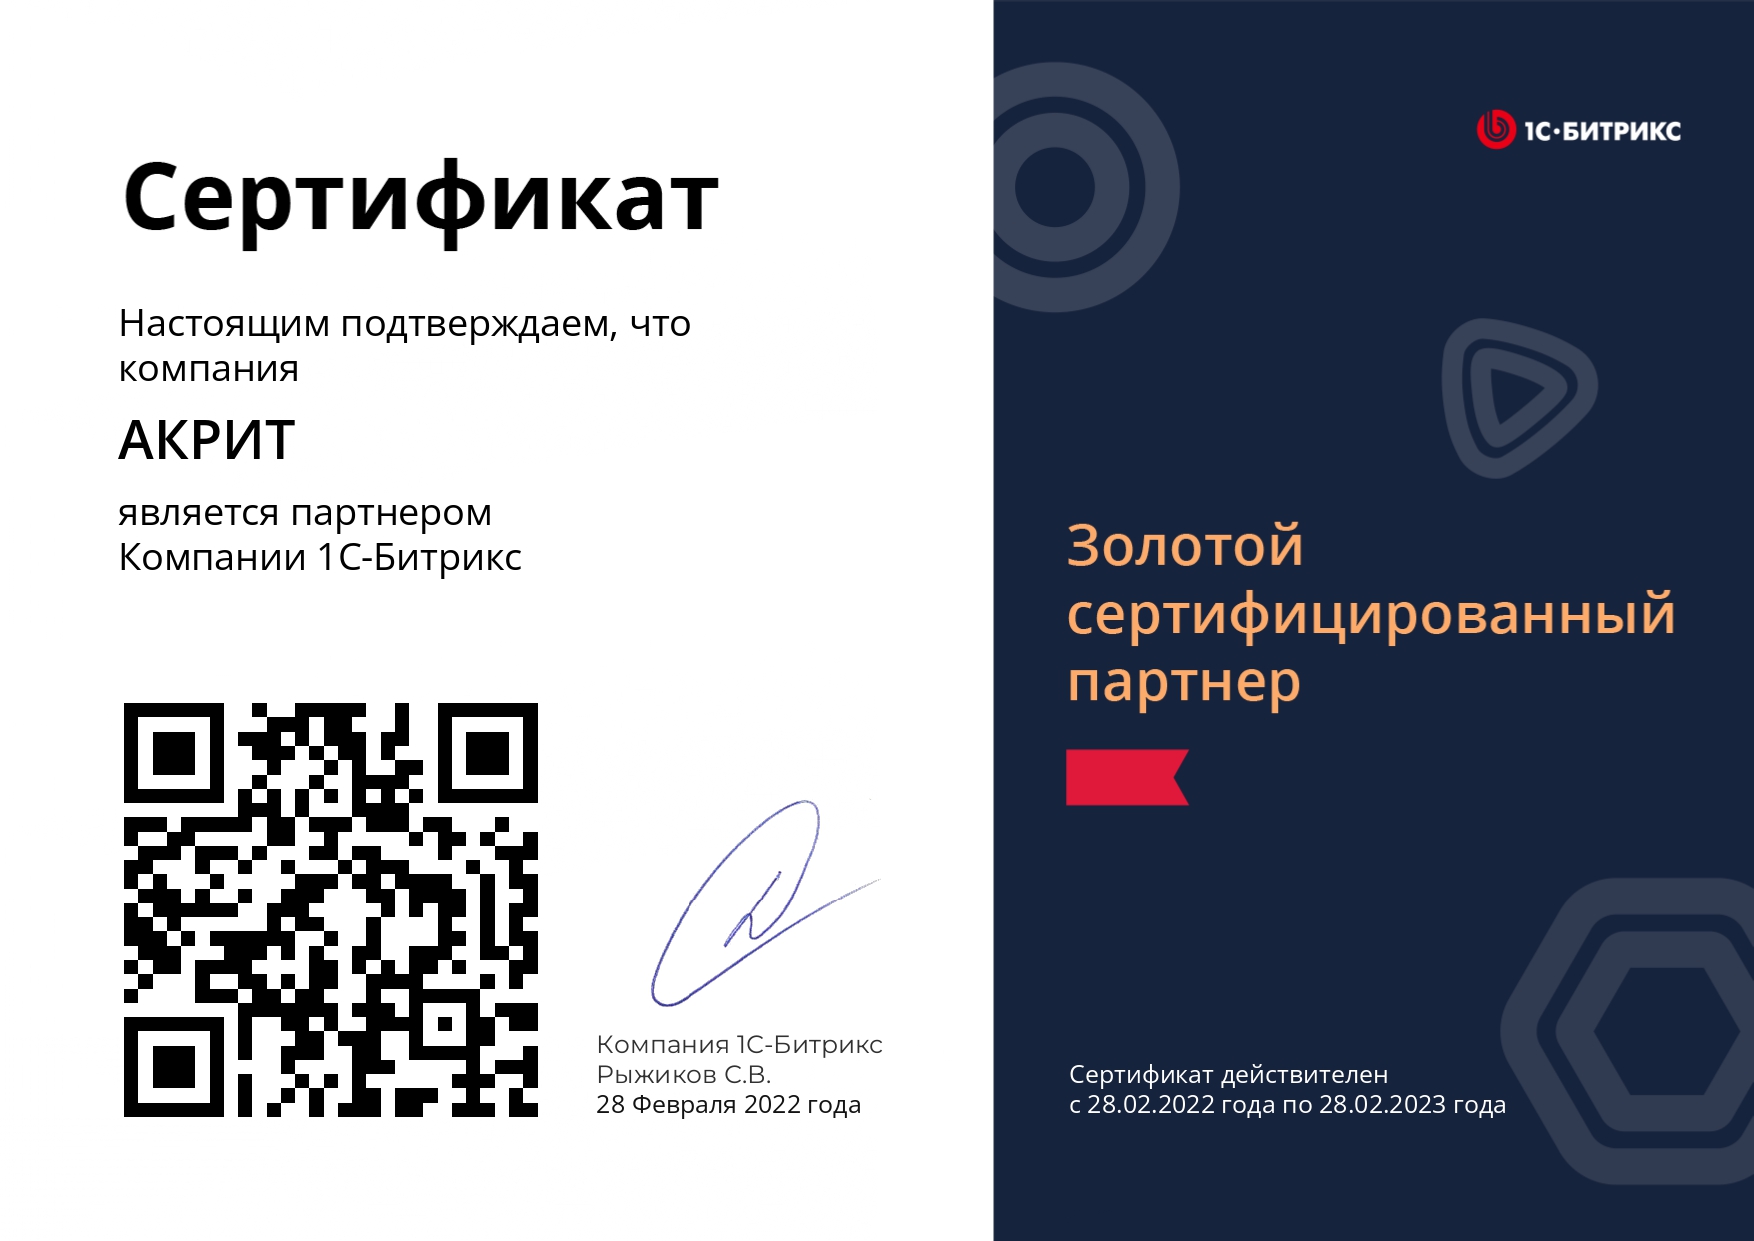 Сертификат
Настоящим подтверждаем, что
компания
АКРИТ
является партнером
Компании 1С-Битрикс
Компания 1С-Битрикс
Рыжиков С.В.
28 Февраля 2022 года
1С·БИТРИКС
Золотой
сертифицированный
партнер
Сертификат действителен
с 28.02.2022 года по 28.02.2023 года